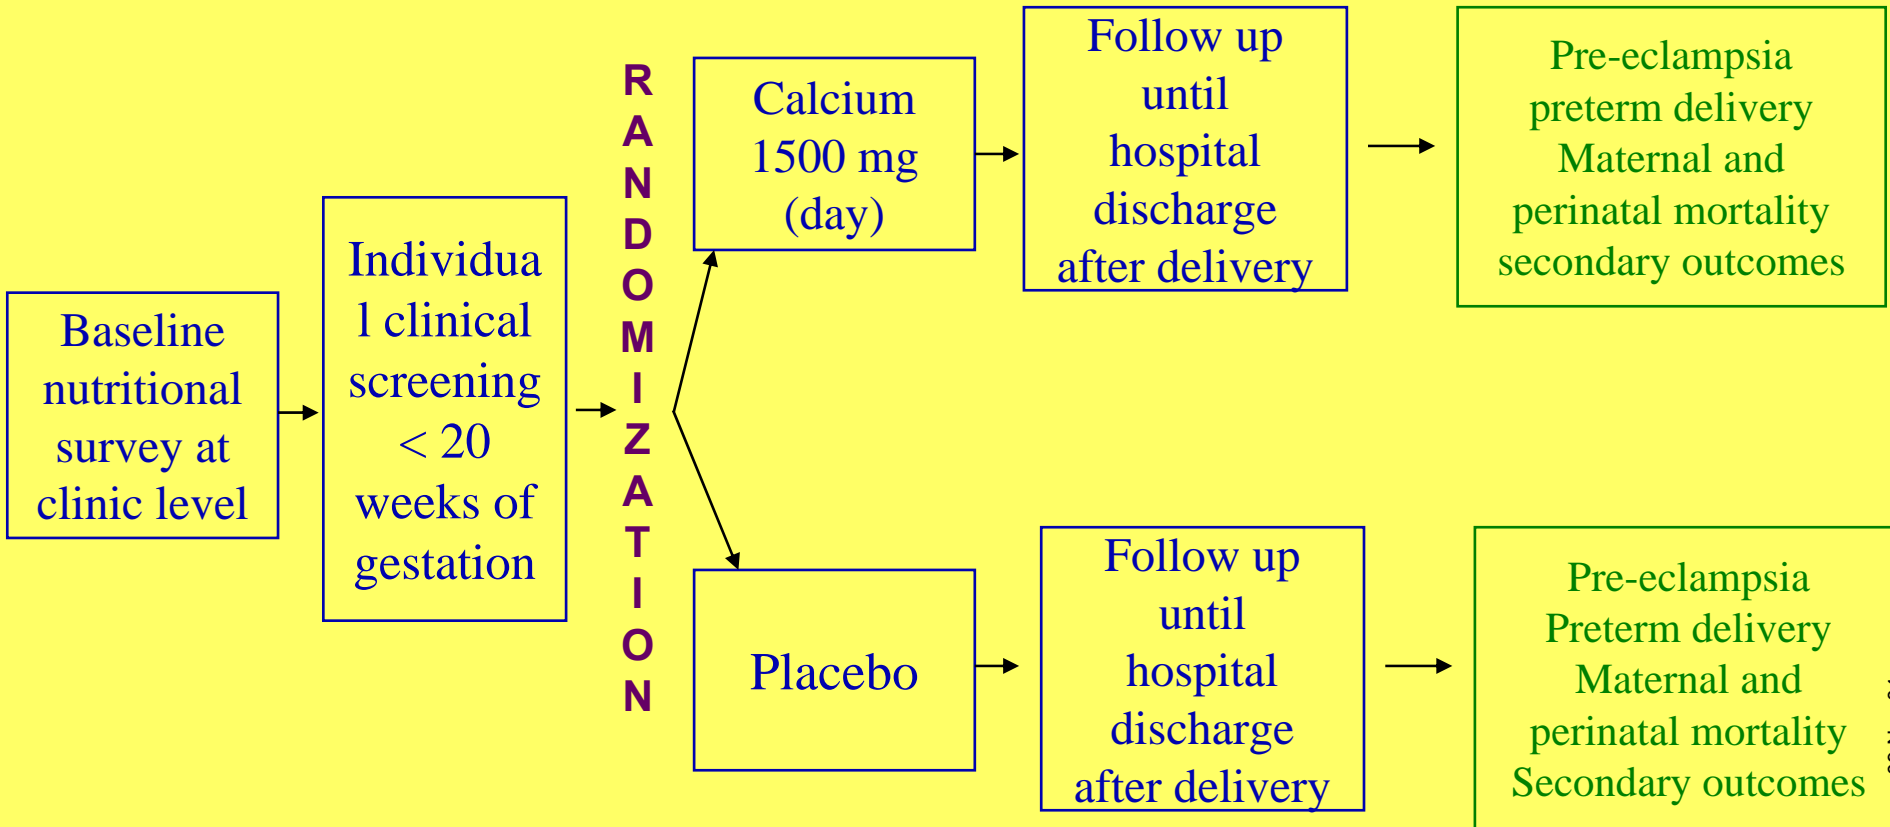 Baseline
nutritional
survey at
clinic level
Individua
l clinical
screening
< 20
weeks of
gestation
RANDOMIZATION
Calcium
1500 mg
(day)
Follow up
until
hospital
discharge
after delivery
Pre-eclampsia
preterm delivery
Maternal and
perinatal mortality
secondary outcomes
Placebo
Follow up
until
hospital
discharge
after delivery
Pre-eclampsia
Preterm delivery
Maternal and
perinatal mortality
Secondary outcomes